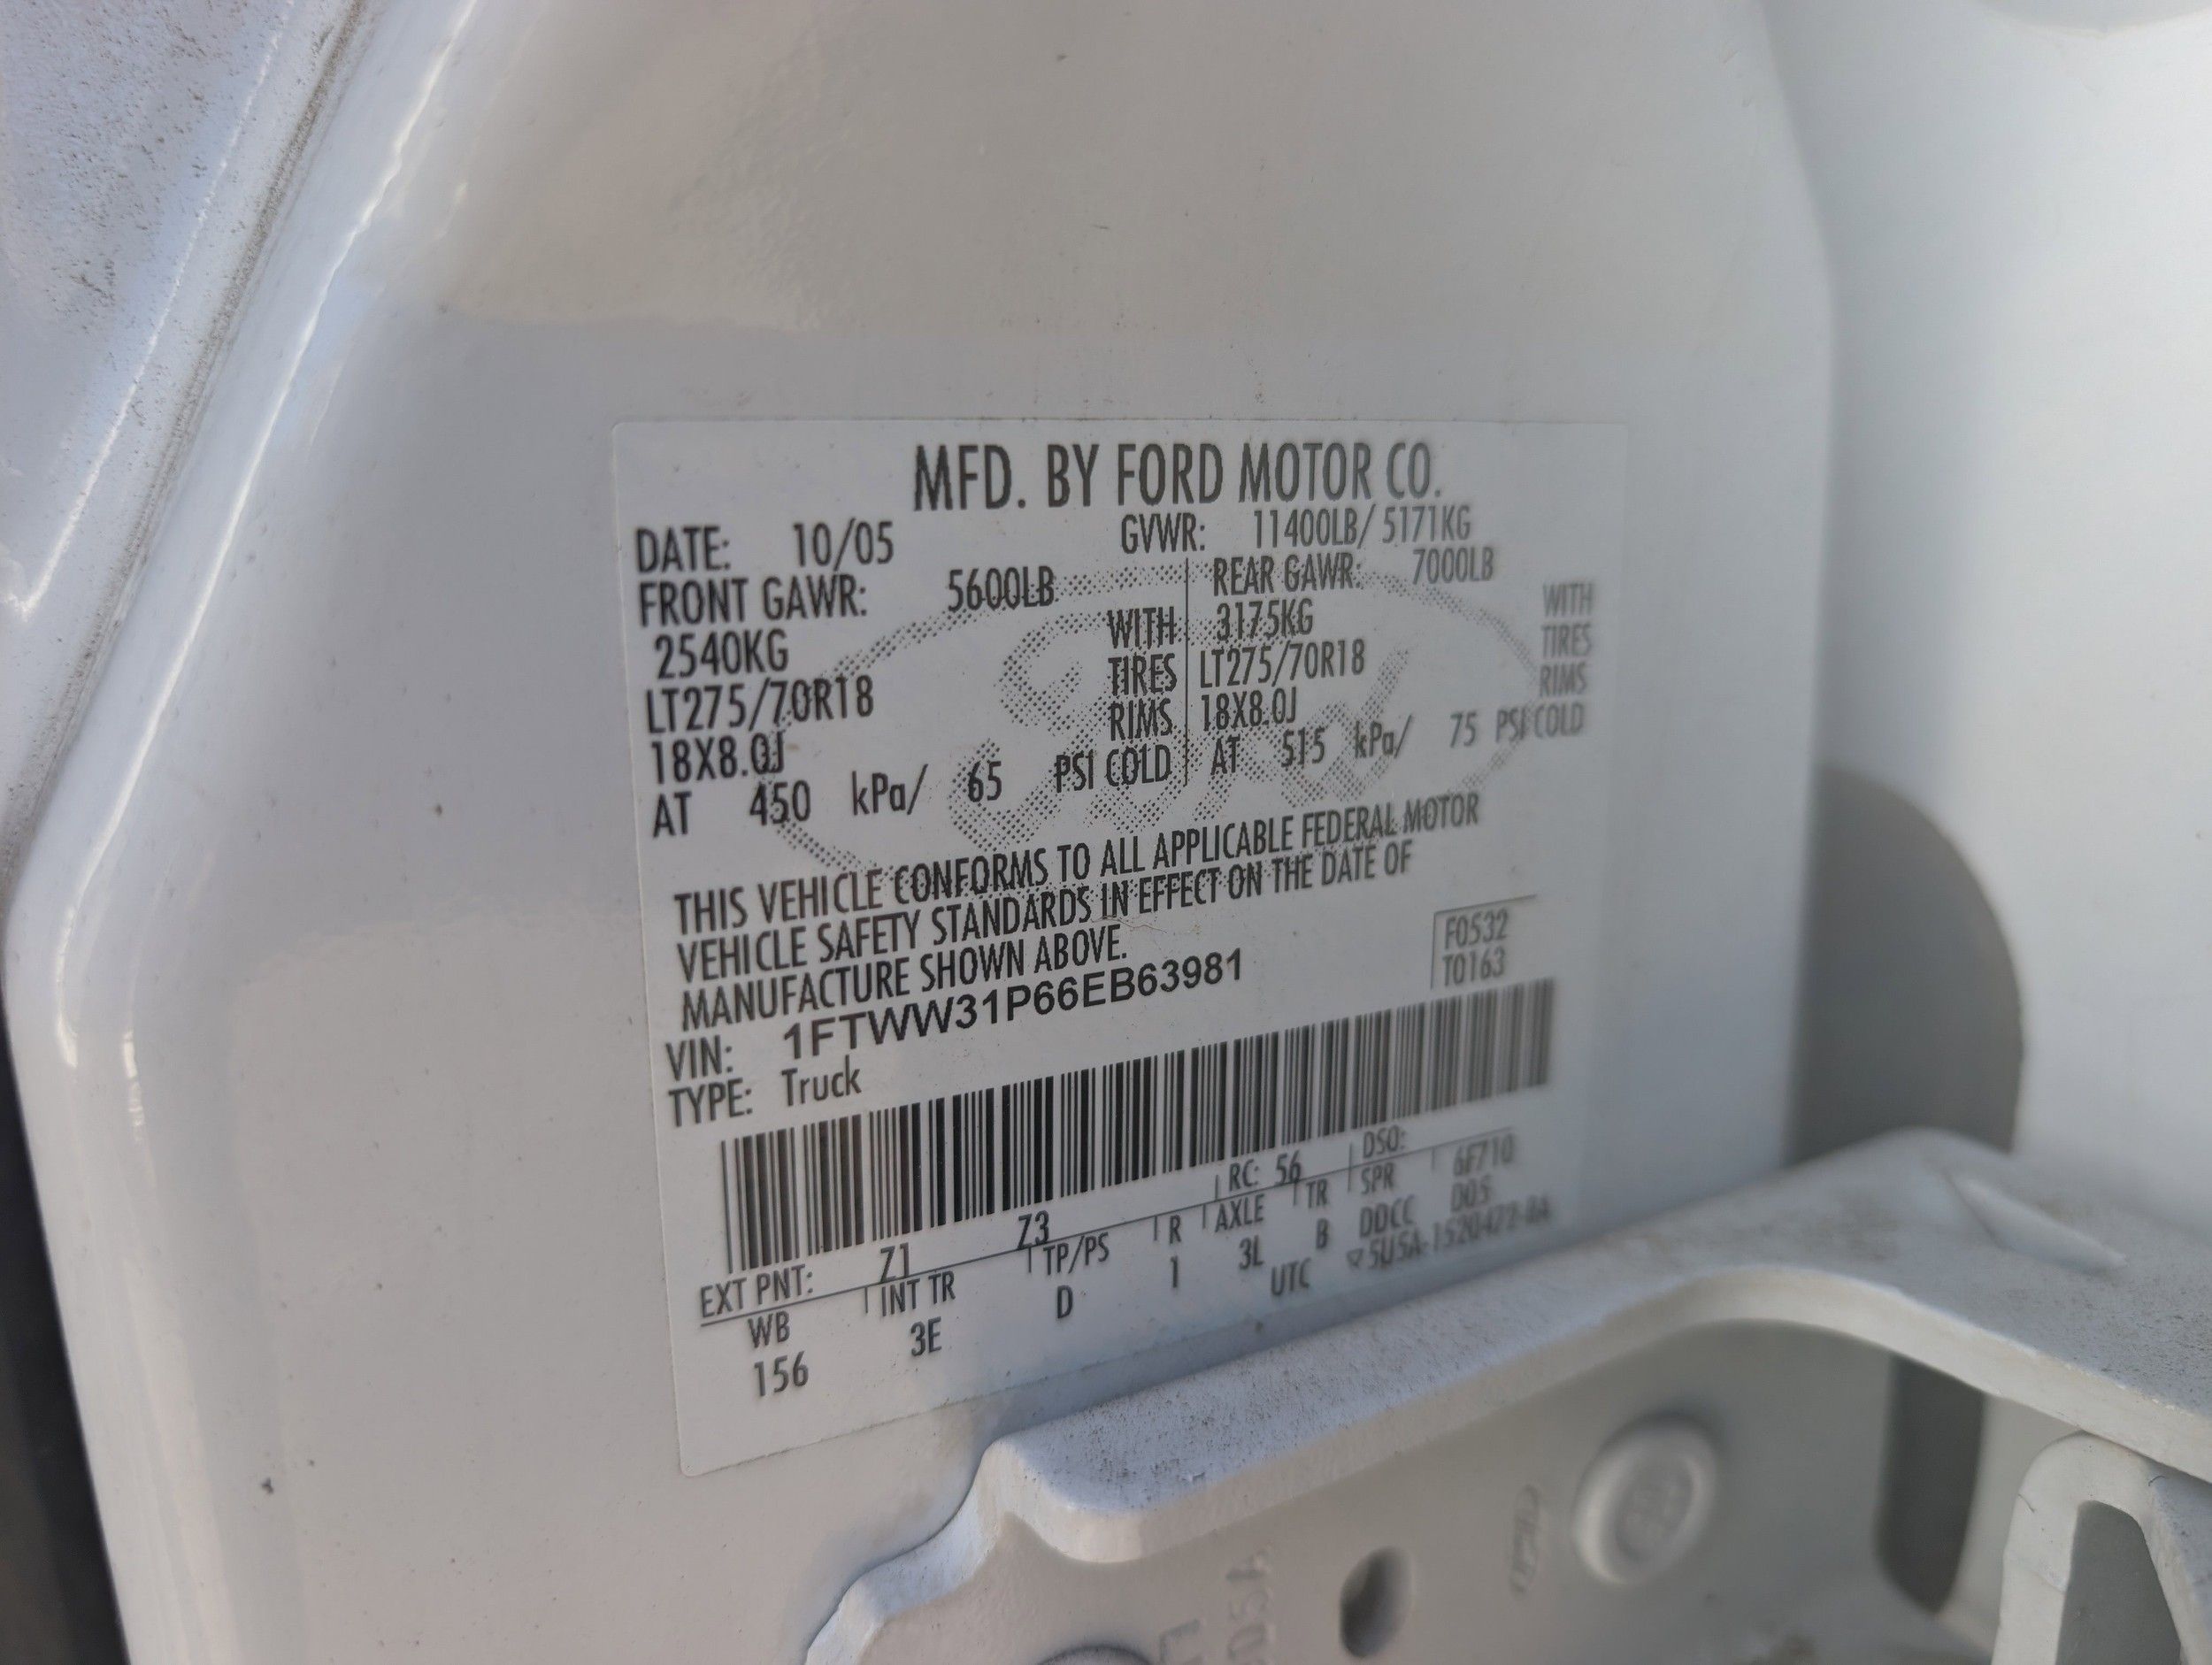 MFD. BY FORD MOTOR CO.
DATE: 10/05 GVWR: 11400LB/ 5171KG
FRONT GAWR: 5600LB REAR GAWR: 7000LB
2540KG WITH 3175KG WITH
LT275/70R18 TIRES LT275/70R18 TIRES
18X8.0J RIMS 18X8.0J RIMS
AT 450 kPa/ 65 PSI COLD AT 515 kPa/ 75 PSI COLD
THIS VEHICLE CONFORMS TO ALL APPLICABLE FEDERAL MOTOR
VEHICLE SAFETY STANDARDS IN EFFECT ON THE DATE OF
MANUFACTURE SHOWN ABOVE.
F0532
T0163
VIN: 1FTWW31P66EB63981
TYPE: Truck
EXT PNT: Z1 Z3 RC: 56 DSO: 6F710
WB INT TR TP/PS R AXLE TR SPR
156 3E D 1 3L B DDCC
UTC
Ford